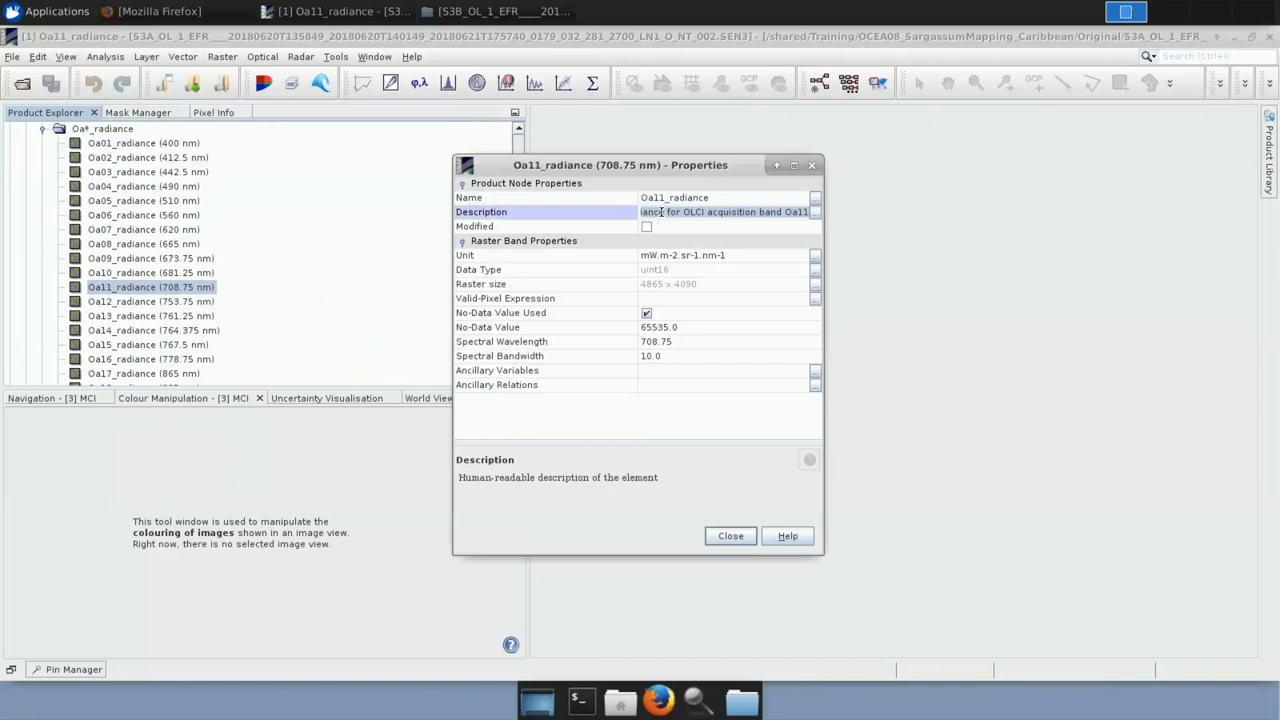 Applications [Mozilla Firefox] [1] Oa11_radiance - [S3... [S3B_OL_1_EFR____201...
[1] Oa11_radiance - [S3A_OL_1_EFR____20180620T135849_20180620T140149_20180621T175740_0179_032_281_2700_LN1_O_NT_002.SEN3] - [/shared/Training/OCEA08_SargassumMapping_Caribbean/Original/S3A_OL_1_EFR_
File Edit View Analysis Layer Vector Raster Optical Radar Tools Window Help Search (Ctrl+I)
Product Explorer Mask Manager Pixel Info
Product Library
Oa*_radiance
Oa01_radiance (400 nm)
Oa02_radiance (412.5 nm)
Oa03_radiance (442.5 nm)
Oa04_radiance (490 nm)
Oa05_radiance (510 nm)
Oa06_radiance (560 nm)
Oa07_radiance (620 nm)
Oa08_radiance (665 nm)
Oa09_radiance (673.75 nm)
Oa10_radiance (681.25 nm)
Oa11_radiance (708.75 nm)
Oa12_radiance (753.75 nm)
Oa13_radiance (761.25 nm)
Oa14_radiance (764.375 nm)
Oa15_radiance (767.5 nm)
Oa16_radiance (778.75 nm)
Oa17_radiance (865 nm)
Navigation - [3] MCI Colour Manipulation - [3] MCI Uncertainty Visualisation World View
This tool window is used to manipulate the
colouring of images shown in an image view.
Right now, there is no selected image view.
Oa11_radiance (708.75 nm) - Properties
Product Node Properties
Name Oa11_radiance
Description iance for OLCI acquisition band Oa11
Modified
Raster Band Properties
Unit mW.m-2.sr-1.nm-1
Data Type uint16
Raster size 4865 x 4090
Valid-Pixel Expression
No-Data Value Used
No-Data Value 65535.0
Spectral Wavelength 708.75
Spectral Bandwidth 10.0
Ancillary Variables
Ancillary Relations
Description
Human-readable description of the element
Close Help
Pin Manager